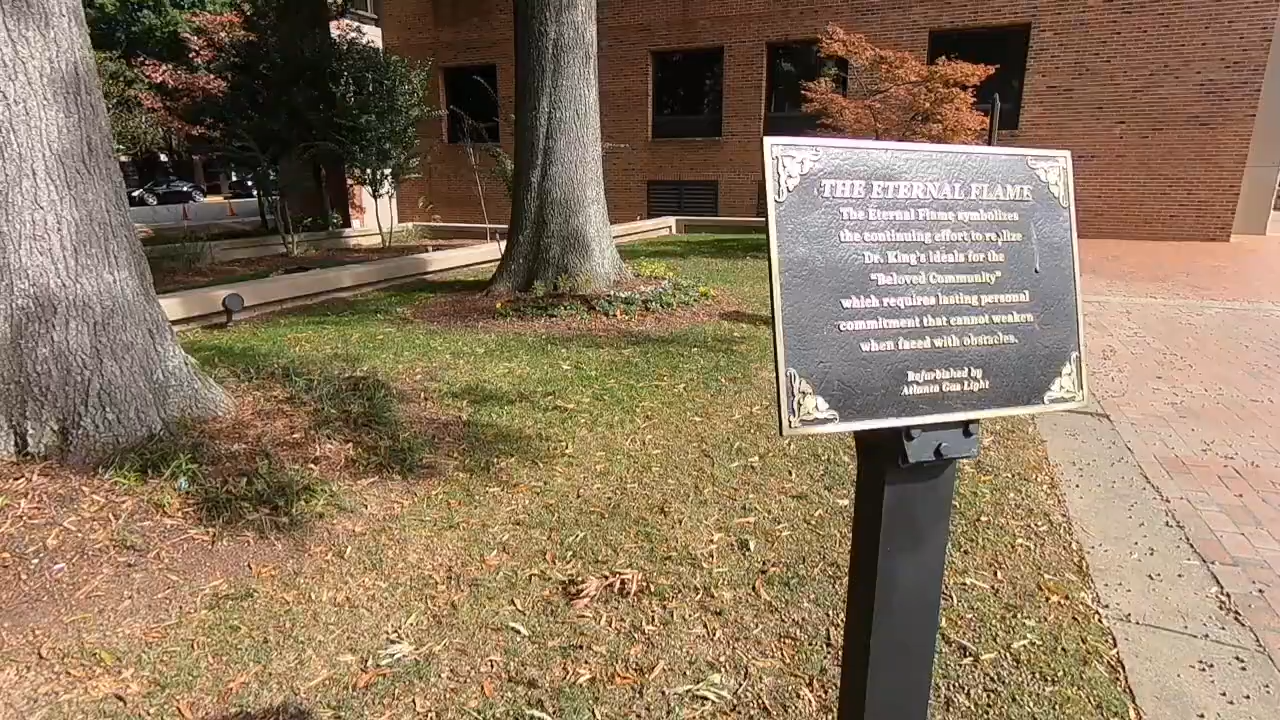 THE ETERNAL FLAME
The Eternal Flame symbolizes
the continuing effort to realize
Dr. King's ideals for the
"Beloved Community"
which requires lasting personal
commitment that cannot weaken
when faced with obstacles.
Refurbished by
Atlanta Gas Light